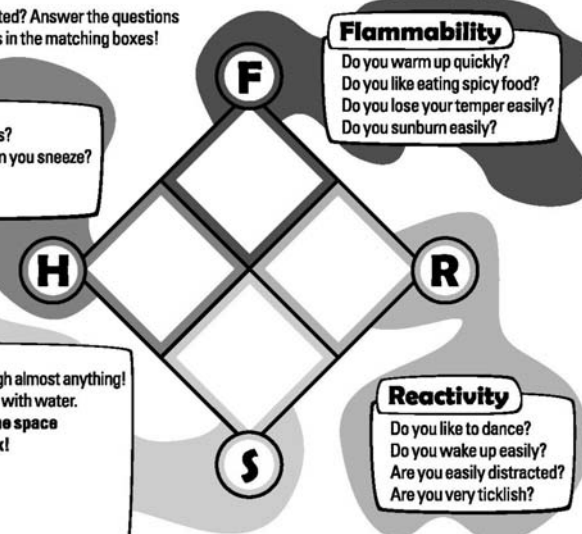 ted? Answer the questions
s in the matching boxes!
Flammability
Do you warm up quickly?
Do you like eating spicy food?
Do you lose your temper easily?
Do you sunburn easily?
F
s?
n you sneeze?
H
R
gh almost anything!
with water.
e space
k!
Reactivity
Do you like to dance?
Do you wake up easily?
Are you easily distracted?
Are you very ticklish?
S